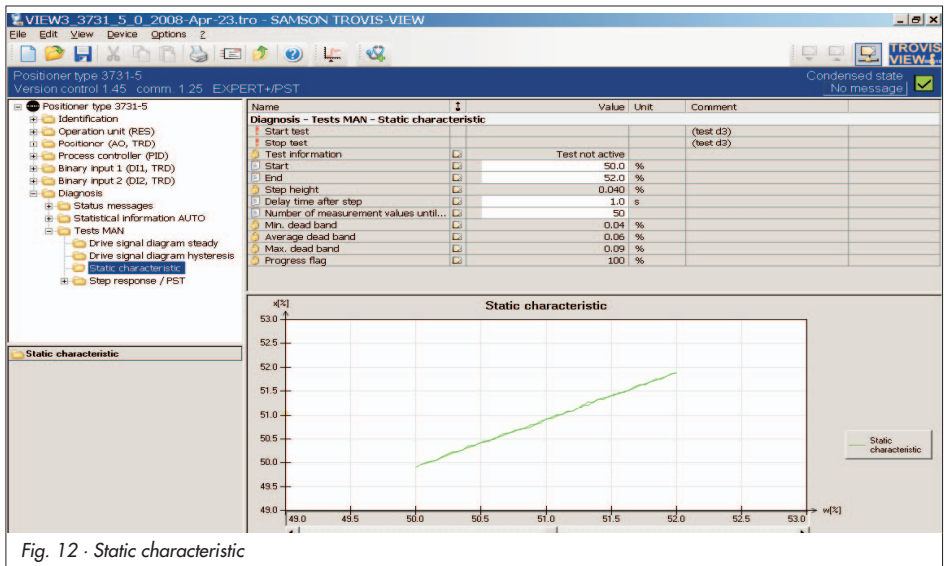 VIEW3_3731_5_0_2008-Apr-23.tro - SAMSON TROVIS-VIEW
File Edit View Device Options ?
TROVIS
VIEW
Positioner type 3731-5
Version control 1.45 comm. 1.25 EXPERT+/PST
Condensed state
No message
Positioner type 3731-5
Identification
Operation unit (RES)
Positioner (AO, TRD)
Process controller (PID)
Binary input 1 (DI1, TRD)
Binary input 2 (DI2, TRD)
Diagnosis
Status messages
Statistical information AUTO
Tests MAN
Drive signal diagram steady
Drive signal diagram hysteresis
Static characteristic
Step response / PST
Static characteristic
Name Value Unit Comment
Diagnosis - Tests MAN - Static characteristic
Start test (test d3)
Stop test (test d3)
Test information Test not active
Start 50.0 %
End 52.0 %
Step height 0.040 %
Delay time after step 1.0 s
Number of measurement values until... 50
Min. dead band 0.04 %
Average dead band 0.06 %
Max. dead band 0.09 %
Progress flag 100 %
Static characteristic
x[%]
53.0
52.5
52.0
51.5
51.0
50.5
50.0
49.5
49.0
49.0 49.5 50.0 50.5 51.0 51.5 52.0 52.5 53.0
w[%]
Static
characteristic
Fig. 12 · Static characteristic